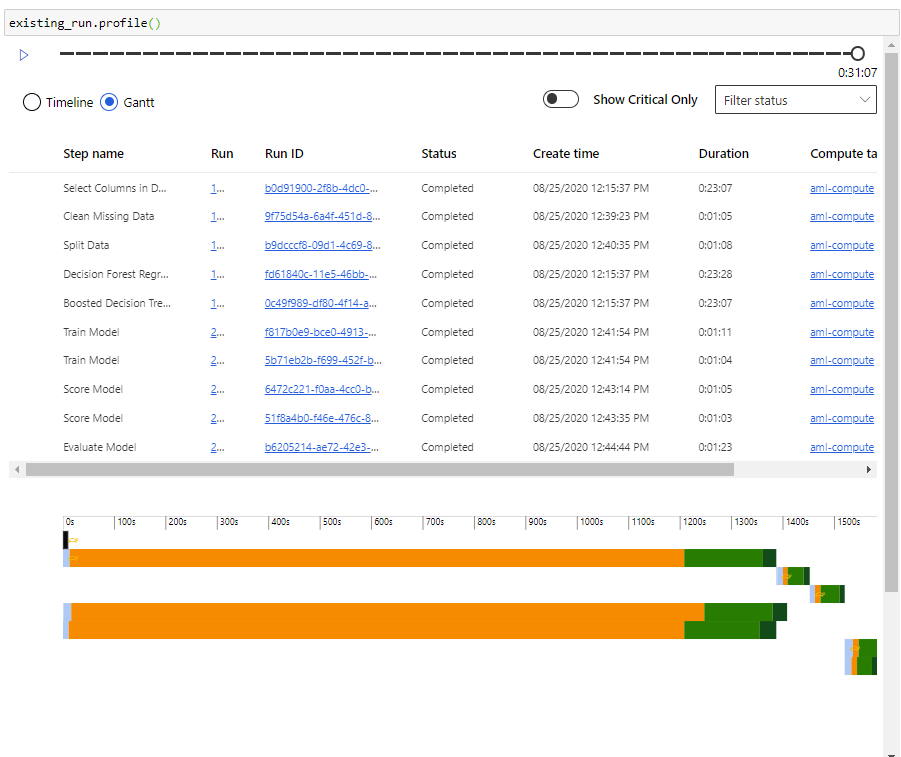 existing_run.profile()
0:31:07
Timeline Gantt Show Critical Only Filter status
Step name Run Run ID Status Create time Duration Compute ta
Select Columns in D... 1... b0d91900-2f8b-4dc0-... Completed 08/25/2020 12:15:37 PM 0:23:07 aml-compute
Clean Missing Data 1... 9f75d54a-6a4f-451d-8... Completed 08/25/2020 12:39:23 PM 0:01:05 aml-compute
Split Data 1... b9dcccf8-09d1-4c69-8... Completed 08/25/2020 12:40:35 PM 0:01:08 aml-compute
Decision Forest Regr... 1... fd61840c-11e5-46bb-... Completed 08/25/2020 12:15:37 PM 0:23:28 aml-compute
Boosted Decision Tre... 1... 0c49f989-df80-4f14-a... Completed 08/25/2020 12:15:37 PM 0:23:07 aml-compute
Train Model 2... f817b0e9-bce0-4913-... Completed 08/25/2020 12:41:54 PM 0:01:11 aml-compute
Train Model 2... 5b71eb2b-f699-452f-b... Completed 08/25/2020 12:41:54 PM 0:01:04 aml-compute
Score Model 2... 6472c221-f0aa-4cc0-b... Completed 08/25/2020 12:43:14 PM 0:01:05 aml-compute
Score Model 2... 51f8a4b0-f46e-476c-8... Completed 08/25/2020 12:43:35 PM 0:01:03 aml-compute
Evaluate Model 2... b6205214-ae72-42e3-... Completed 08/25/2020 12:44:44 PM 0:01:23 aml-compute
0s 100s 200s 300s 400s 500s 600s 700s 800s 900s 1000s 1100s 1200s 1300s 1400s 1500s